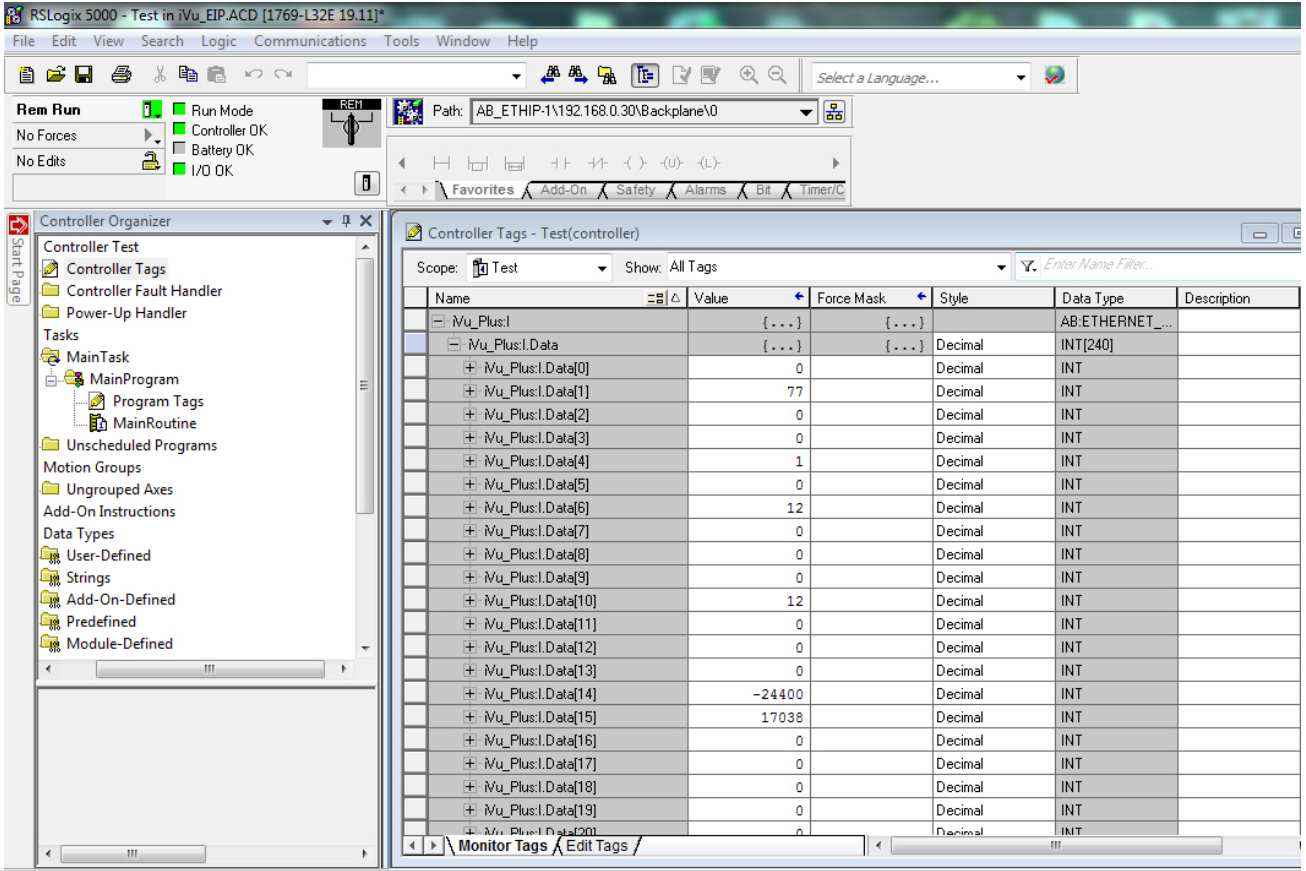 RSLogix 5000 - Test in iVu_EIP.ACD [1769-L32E 19.11]*
File Edit View Search Logic Communications Tools Window Help
Select a Language...
Rem Run
No Forces
No Edits
Run Mode
Controller OK
Battery OK
I/O OK
REM
Path: AB_ETHIP-1\192.168.0.30\Backplane\0
Favorites Add-On Safety Alarms Bit Timer/C
Start Page
Controller Organizer
Controller Test
Controller Tags
Controller Fault Handler
Power-Up Handler
Tasks
MainTask
MainProgram
Program Tags
MainRoutine
Unscheduled Programs
Motion Groups
Ungrouped Axes
Add-On Instructions
Data Types
User-Defined
Strings
Add-On-Defined
Predefined
Module-Defined
Controller Tags - Test(controller)
Scope: Test Show: All Tags Enter Name Filter...
Name Value Force Mask Style Data Type Description
iVu_Plus:I {...} {...} AB:ETHERNET_...
iVu_Plus:I.Data {...} {...} Decimal INT[240]
iVu_Plus:I.Data[0] 0 Decimal INT
iVu_Plus:I.Data[1] 77 Decimal INT
iVu_Plus:I.Data[2] 0 Decimal INT
iVu_Plus:I.Data[3] 0 Decimal INT
iVu_Plus:I.Data[4] 1 Decimal INT
iVu_Plus:I.Data[5] 0 Decimal INT
iVu_Plus:I.Data[6] 12 Decimal INT
iVu_Plus:I.Data[7] 0 Decimal INT
iVu_Plus:I.Data[8] 0 Decimal INT
iVu_Plus:I.Data[9] 0 Decimal INT
iVu_Plus:I.Data[10] 12 Decimal INT
iVu_Plus:I.Data[11] 0 Decimal INT
iVu_Plus:I.Data[12] 0 Decimal INT
iVu_Plus:I.Data[13] 0 Decimal INT
iVu_Plus:I.Data[14] -24400 Decimal INT
iVu_Plus:I.Data[15] 17038 Decimal INT
iVu_Plus:I.Data[16] 0 Decimal INT
iVu_Plus:I.Data[17] 0 Decimal INT
iVu_Plus:I.Data[18] 0 Decimal INT
iVu_Plus:I.Data[19] 0 Decimal INT
iVu_Plus:I.Data[20] 0 Decimal INT
Monitor Tags Edit Tags